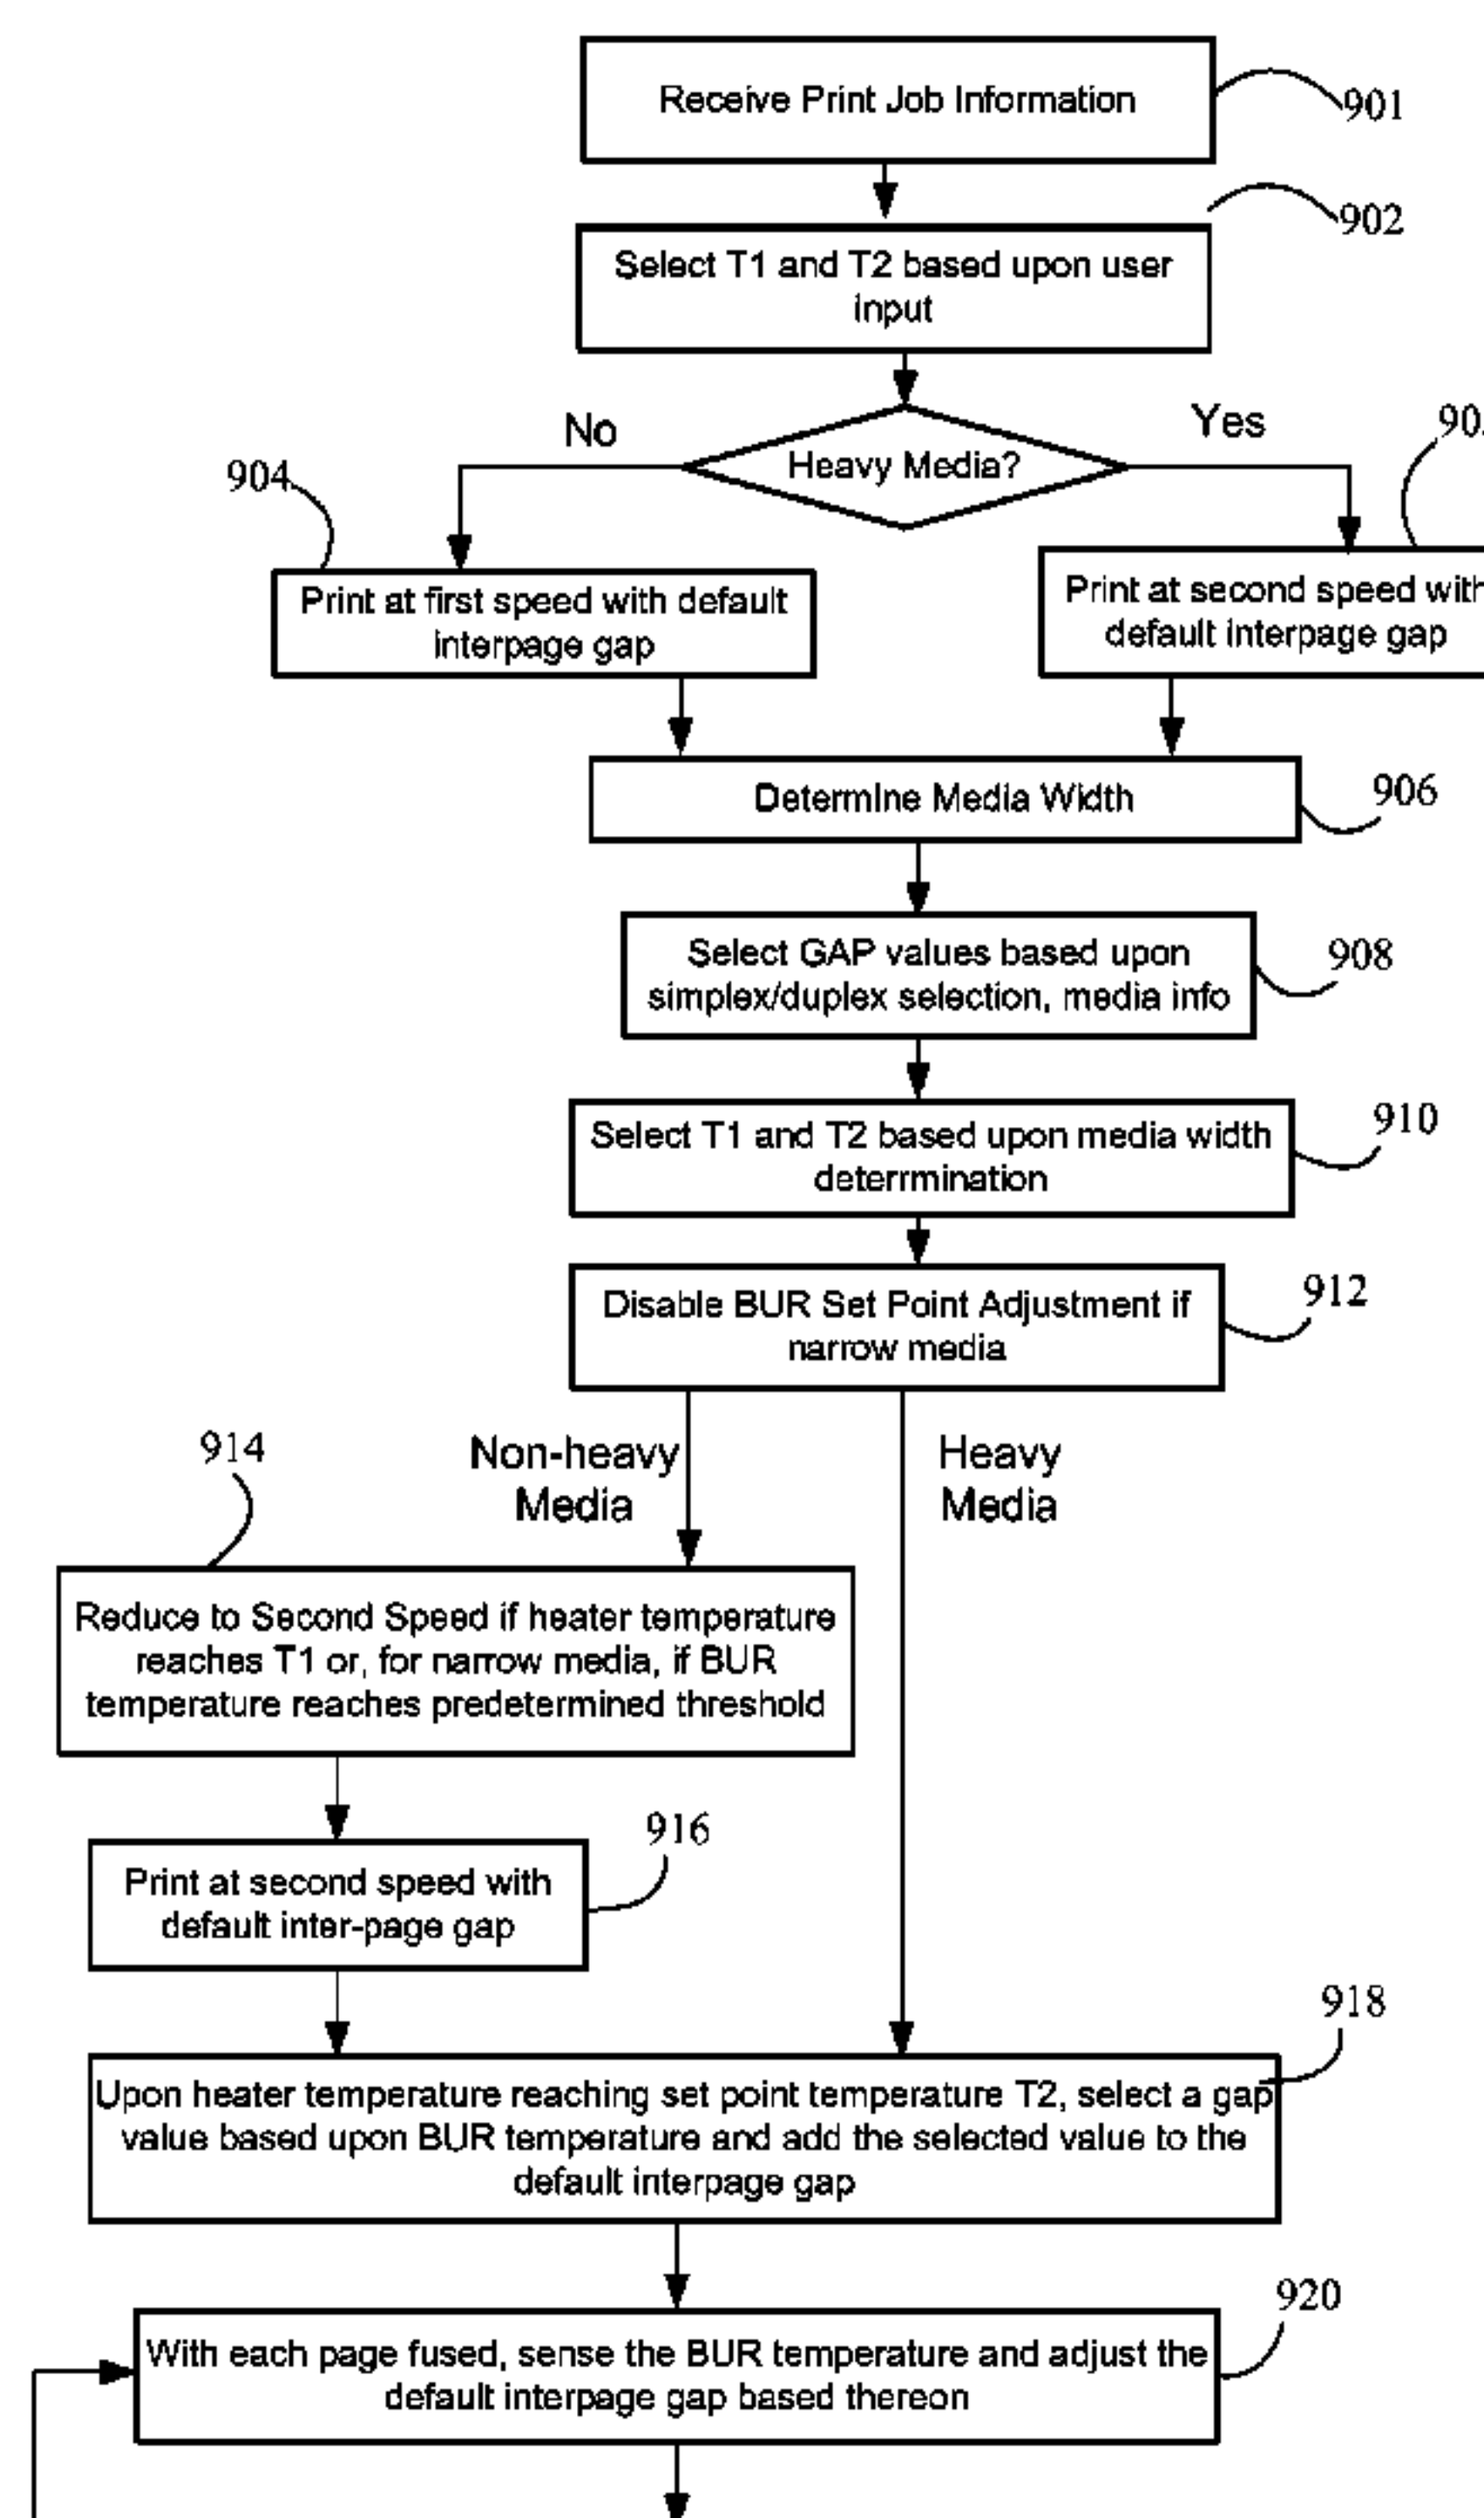 Receive Print Job Information
901
902
Select T1 and T2 based upon user
input
No
Yes
Heavy Media?
904
Print at first speed with default
interpage gap
Print at second speed with
default interpage gap
Determine Media Width
906
Select GAP values based upon
simplex/duplex selection, media info
908
Select T1 and T2 based upon media width
deterrmination
910
Disable BUR Set Point Adjustment if
narrow media
912
914
Non-heavy
Media
Heavy
Media
Reduce to Second Speed if heater temperature
reaches T1 or, for narrow media, if BUR
temperature reaches predetermined threshold
916
Print at second speed with
default inter-page gap
918
Upon heater temperature reaching set point temperature T2, select a gap
value based upon BUR temperature and add the selected value to the
default interpage gap
920
With each page fused, sense the BUR temperature and adjust the
default interpage gap based thereon